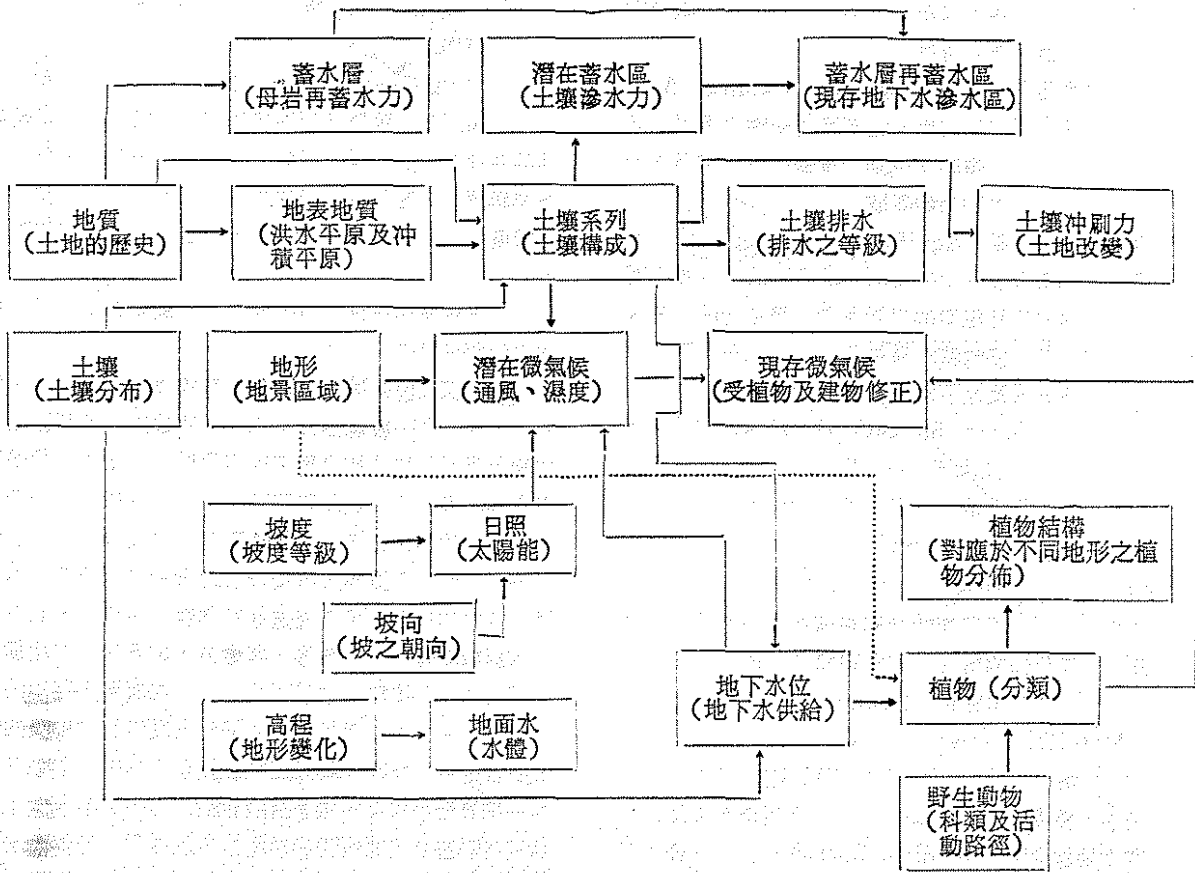 蓄水層
(母岩再蓄水力)
潛在蓄水區
(土壤滲水力)
蓄水層再蓄水區
(現存地下水滲水區)
地質
(土地的歷史)
地表地質
(洪水平原及冲
積平原)
土壤系列
(土壤構成)
土壤排水
(排水之等級)
土壤冲刷力
(土地改變)
土壤
(土壤分布)
地形
(地景區域)
潛在微氣候
(通風、濕度)
現存微氣候
(受植物及建物修正)
坡度
(坡度等級)
日照
(太陽能)
植物結構
(對應於不同地形之植
物分佈)
坡向
(坡之朝向)
地下水位
(地下水供給)
植物(分類)
高程
(地形變化)
地面水
(水體)
野生動物
(科類及活
動路徑)